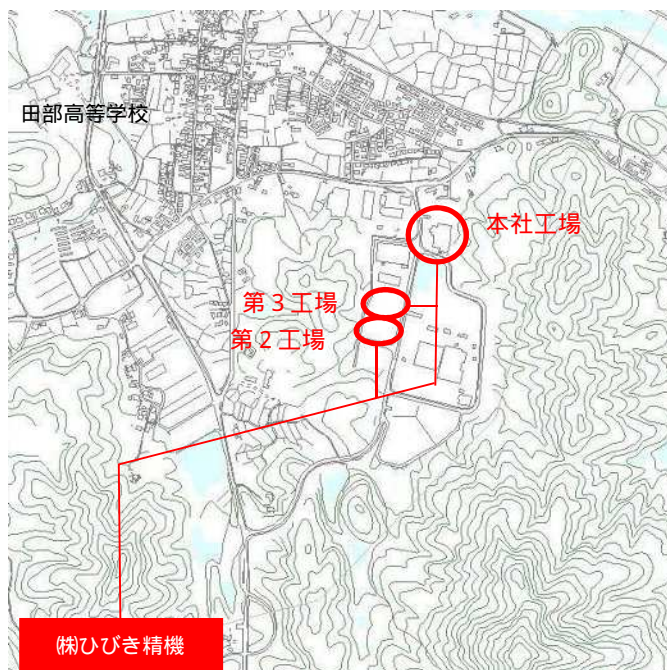 田部高等学校
本社工場
第３工場
第２工場
㈱ひびき精機